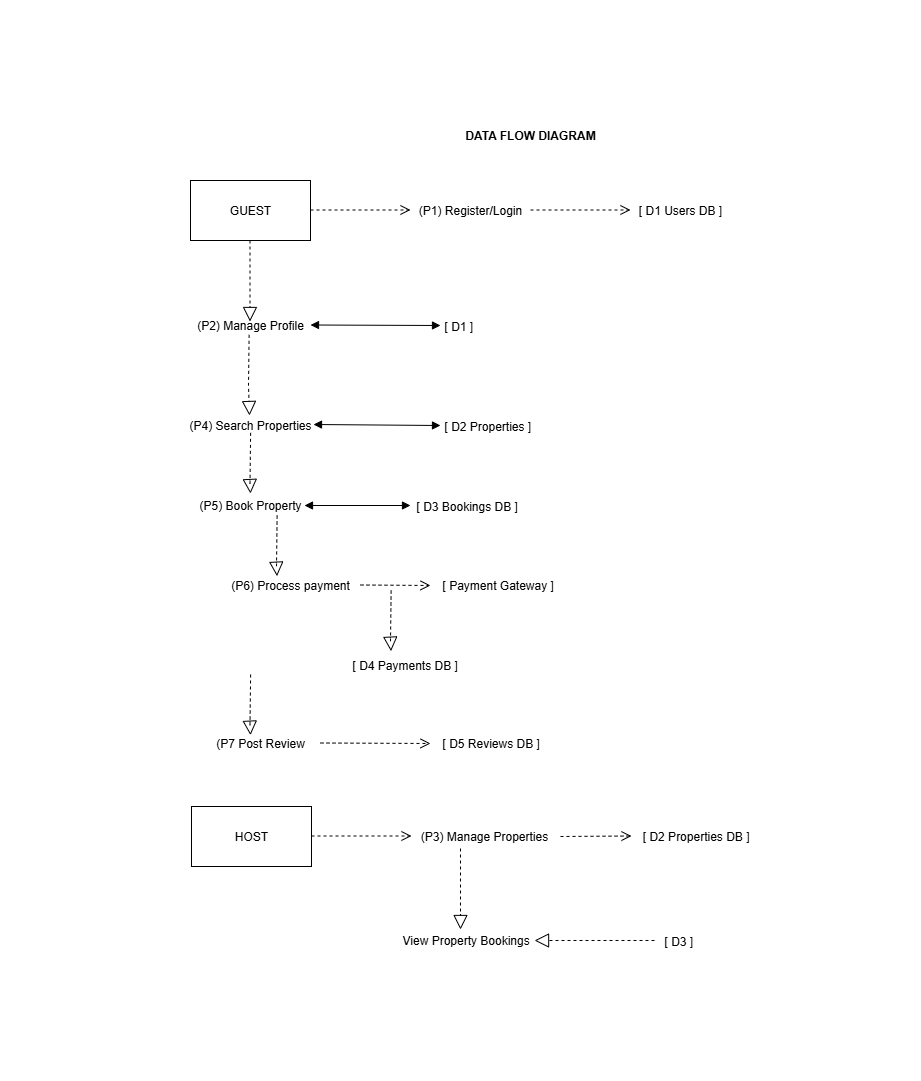 DATA FLOW DIAGRAM
GUEST
(P1) Register/Login
[ D1 Users DB ]
(P2) Manage Profile
[ D1 ]
(P4) Search Properties
[ D2 Properties ]
(P5) Book Property
[ D3 Bookings DB ]
(P6) Process payment
[ Payment Gateway ]
[ D4 Payments DB ]
(P7 Post Review
[ D5 Reviews DB ]
HOST
(P3) Manage Properties
[ D2 Properties DB ]
View Property Bookings
[ D3 ]